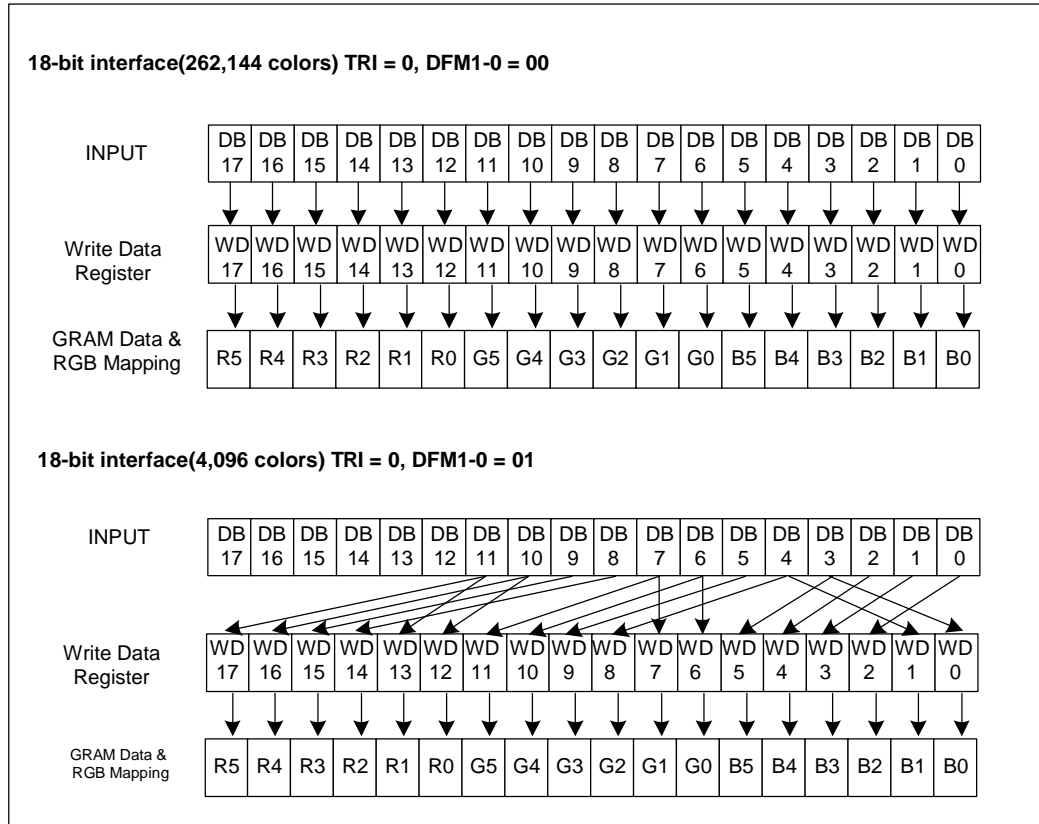 18-bit interface(262,144 colors) TRI = 0, DFM1-0 = 00
INPUT
DB DB DB DB DB DB DB DB DB DB DB DB DB DB DB DB DB DB
17 16 15 14 13 12 11 10 9 8 7 6 5 4 3 2 1 0
Write Data
Register
WD WD WD WD WD WD WD WD WD WD WD WD WD WD WD WD WD WD
17 16 15 14 13 12 11 10 9 8 7 6 5 4 3 2 1 0
GRAM Data &
RGB Mapping
R5 R4 R3 R2 R1 R0 G5 G4 G3 G2 G1 G0 B5 B4 B3 B2 B1 B0
18-bit interface(4,096 colors) TRI = 0, DFM1-0 = 01
INPUT
DB DB DB DB DB DB DB DB DB DB DB DB DB DB DB DB DB DB
17 16 15 14 13 12 11 10 9 8 7 6 5 4 3 2 1 0
Write Data
Register
WD WD WD WD WD WD WD WD WD WD WD WD WD WD WD WD WD WD
17 16 15 14 13 12 11 10 9 8 7 6 5 4 3 2 1 0
GRAM Data &
RGB Mapping
R5 R4 R3 R2 R1 R0 G5 G4 G3 G2 G1 G0 B5 B4 B3 B2 B1 B0